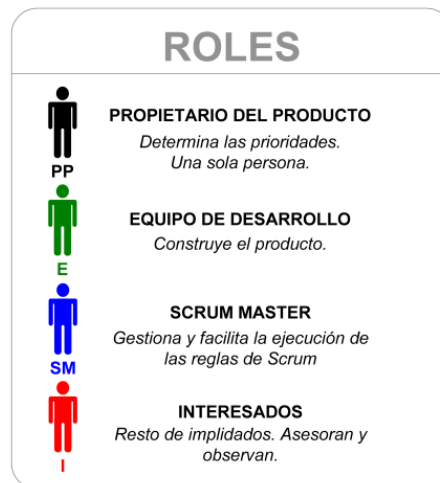 ROLES
PROPIETARIO DEL PRODUCTO
Determina las prioridades.
Una sola persona.
PP
EQUIPO DE DESARROLLO
Construye el producto.
E
SCRUM MASTER
Gestiona y facilita la ejecución de
las reglas de Scrum
SM
INTERESADOS
Resto de implidados. Asesoran y
observan.
I